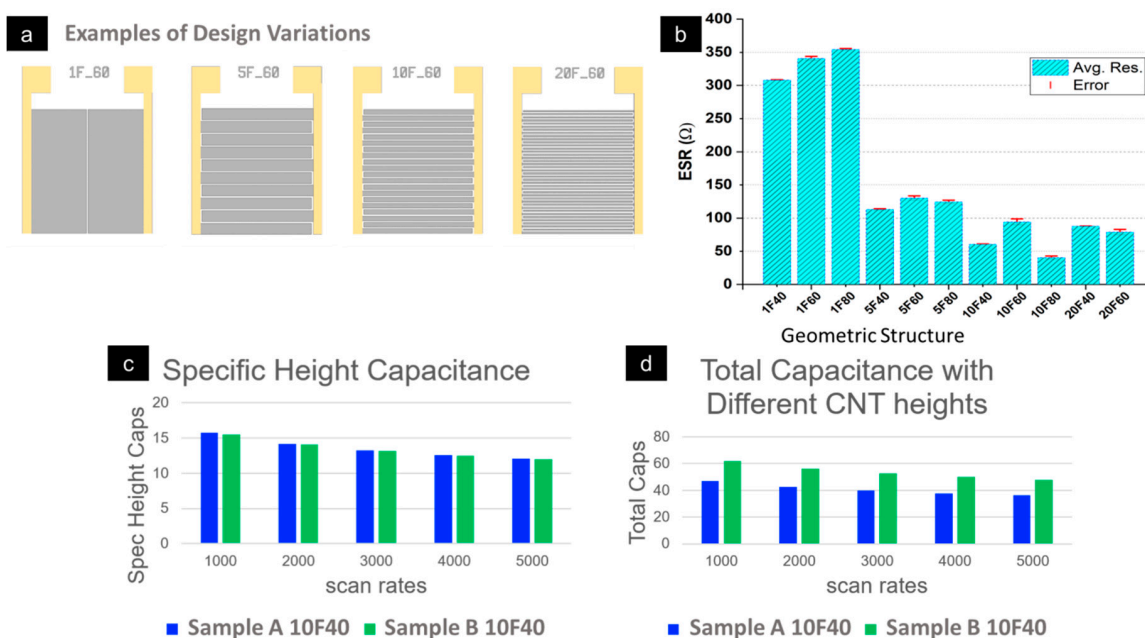 a
Examples of Design Variations
1F_60
5F_60
10F_60
20F_60
b
400
350
300
250
200
150
100
50
0
ESR (Ω)
Avg. Res.
Error
1F40
1F60
1F80
5F40
5F60
5F80
10F40
10F60
10F80
20F40
20F60
Geometric Structure
c
Specific Height Capacitance
Spec Height Caps
20
15
10
5
0
1000
2000
3000
4000
5000
scan rates
Sample A 10F40
Sample B 10F40
d
Total Capacitance with
Different CNT heights
Total Caps
80
60
40
20
0
1000
2000
3000
4000
5000
scan rates
Sample A 10F40
Sample B 10F40